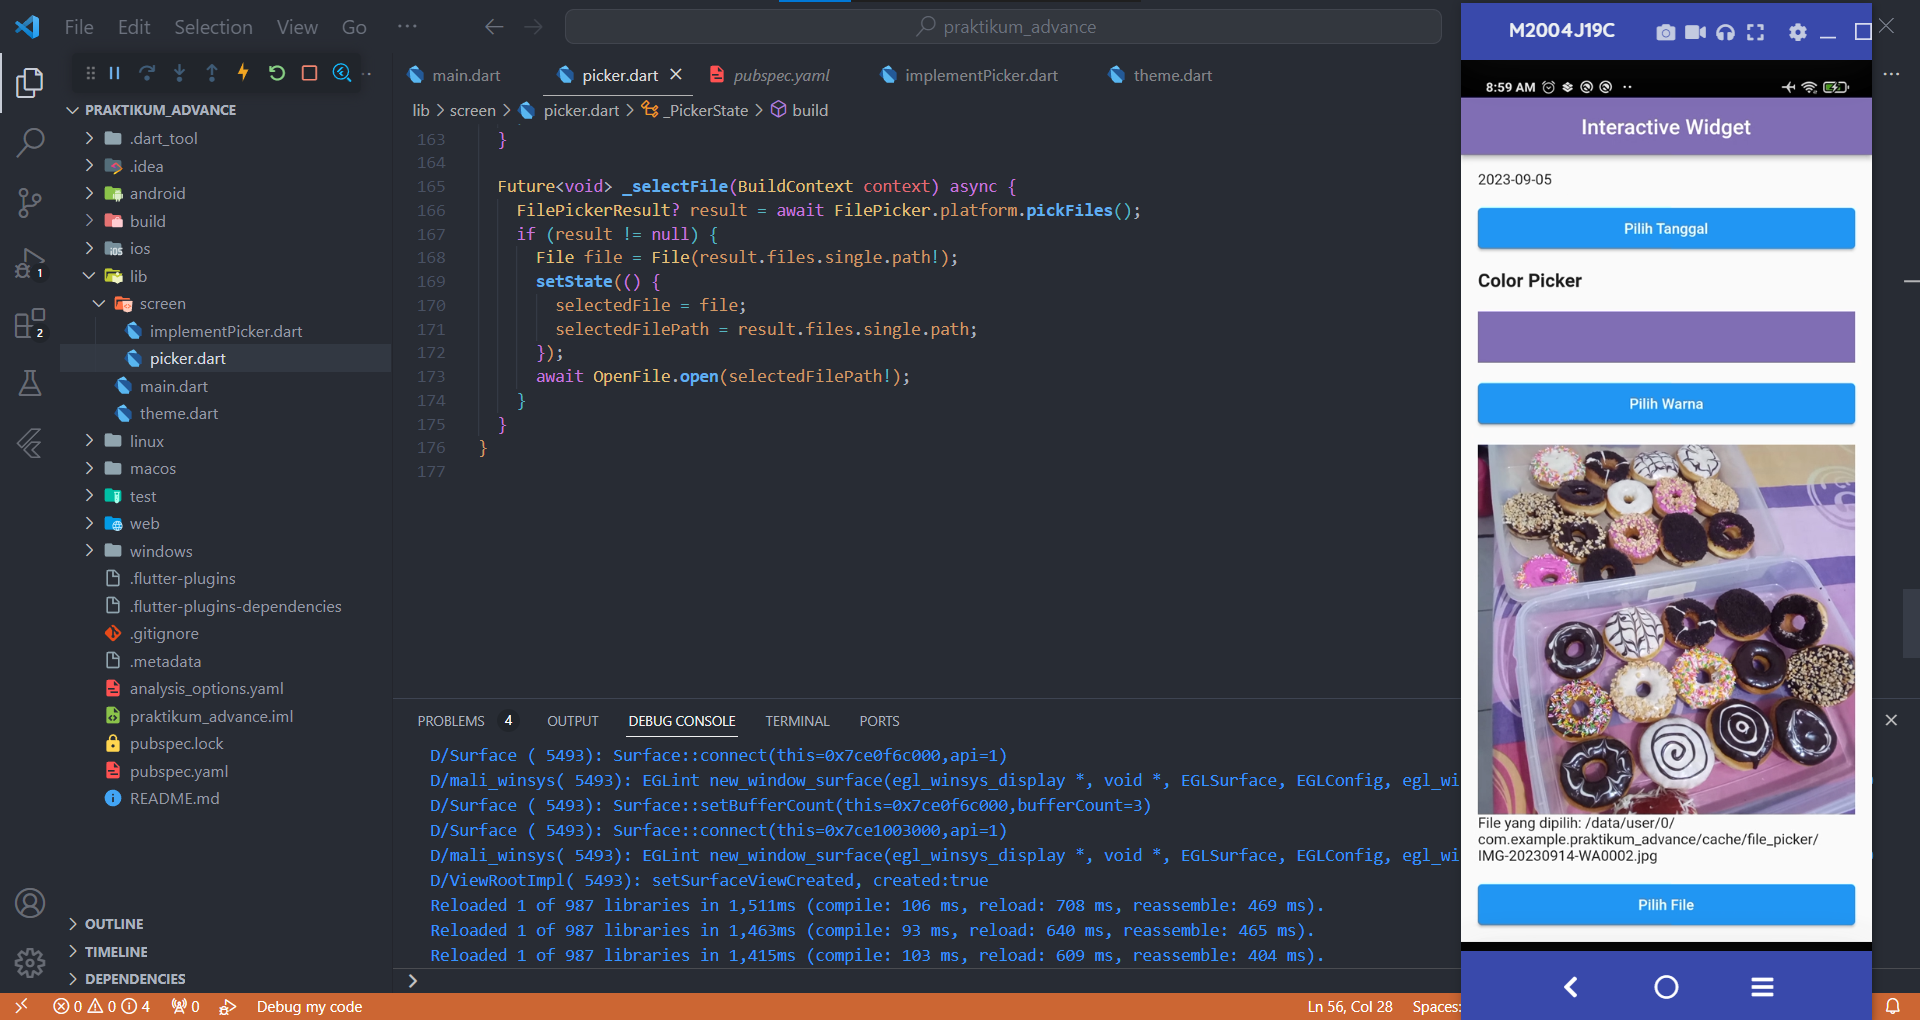 File Edit Selection View Go ···
praktikum_advance
M2004J19C
PRAKTIKUM_ADVANCE
.dart_tool
.idea
android
build
ios
lib
screen
implementPicker.dart
picker.dart
main.dart
theme.dart
linux
macos
test
web
windows
.flutter-plugins
.flutter-plugins-dependencies
.gitignore
.metadata
analysis_options.yaml
praktikum_advance.iml
pubspec.lock
pubspec.yaml
README.md
OUTLINE
TIMELINE
DEPENDENCIES
1
2
main.dart picker.dart pubspec.yaml implementPicker.dart theme.dart
lib > screen > picker.dart > _PickerState > build
163 }
164
165 Future<void> _selectFile(BuildContext context) async {
166 FilePickerResult? result = await FilePicker.platform.pickFiles();
167 if (result != null) {
168 File file = File(result.files.single.path!);
169 setState(() {
170 selectedFile = file;
171 selectedFilePath = result.files.single.path;
172 });
173 await OpenFile.open(selectedFilePath!);
174 }
175 }
176 }
177
PROBLEMS 4 OUTPUT DEBUG CONSOLE TERMINAL PORTS
D/Surface ( 5493): Surface::connect(this=0x7ce0f6c000,api=1)
D/mali_winsys( 5493): EGLint new_window_surface(egl_winsys_display *, void *, EGLSurface, EGLConfig, egl_wi
D/Surface ( 5493): Surface::setBufferCount(this=0x7ce0f6c000,bufferCount=3)
D/Surface ( 5493): Surface::connect(this=0x7ce1003000,api=1)
D/mali_winsys( 5493): EGLint new_window_surface(egl_winsys_display *, void *, EGLSurface, EGLConfig, egl_wi
D/ViewRootImpl( 5493): setSurfaceViewCreated, created:true
Reloaded 1 of 987 libraries in 1,511ms (compile: 106 ms, reload: 708 ms, reassemble: 469 ms).
Reloaded 1 of 987 libraries in 1,463ms (compile: 93 ms, reload: 640 ms, reassemble: 465 ms).
Reloaded 1 of 987 libraries in 1,415ms (compile: 103 ms, reload: 609 ms, reassemble: 404 ms).
>
8:59 AM
Interactive Widget
2023-09-05
Pilih Tanggal
Color Picker
Pilih Warna
File yang dipilih: /data/user/0/
com.example.praktikum_advance/cache/file_picker/
IMG-20230914-WA0002.jpg
Pilih File
0 0 4 0 Debug my code Ln 56, Col 28 Spaces: